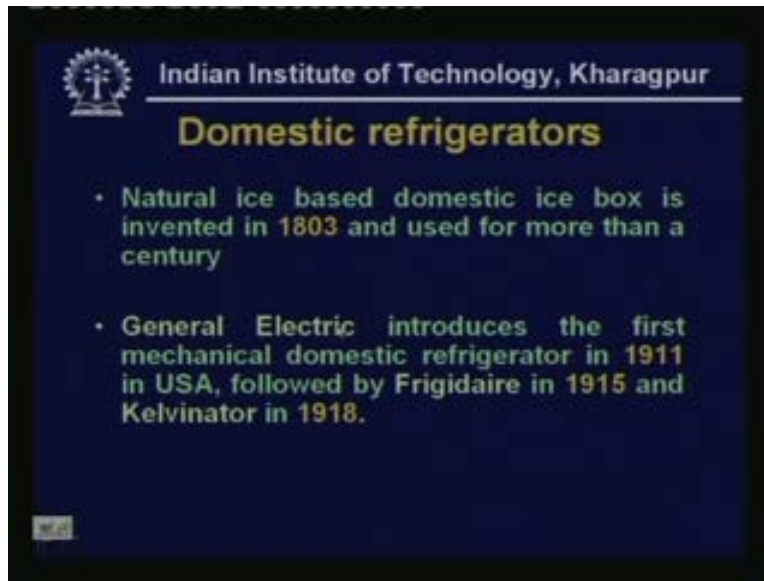 Indian Institute of Technology, Kharagpur
Domestic refrigerators
• Natural ice based domestic ice box is
invented in 1803 and used for more than a
century
• General Electric introduces the first
mechanical domestic refrigerator in 1911
in USA, followed by Frigidaire in 1915 and
Kelvinator in 1918.